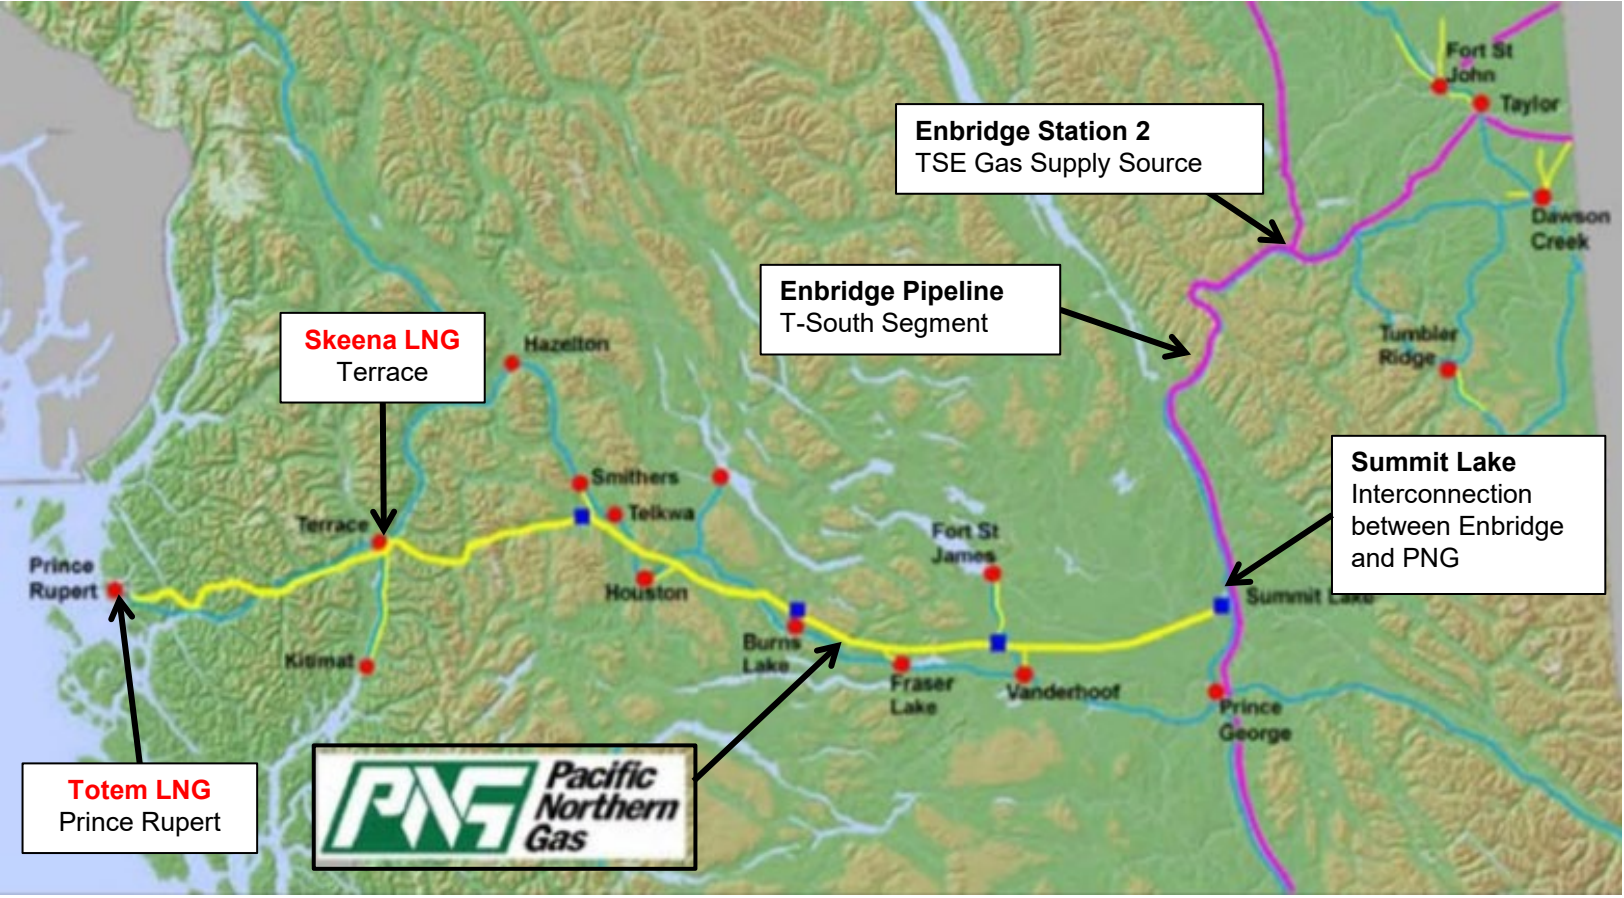 Fort St
John
Taylor
Enbridge Station 2
TSE Gas Supply Source
Dawson
Creek
Enbridge Pipeline
T-South Segment
Tumbler
Ridge
Skeena LNG
Terrace
Hazelton
Summit Lake
Interconnection
between Enbridge
and PNG
Smithers
Telkwa
Terrace
Fort St
James
Prince
Rupert
Houston
Summit Lake
Burns
Lake
Kitimat
Fraser
Lake
Vanderhoof
Prince
George
Totem LNG
Prince Rupert
PNG
Pacific
Northern
Gas